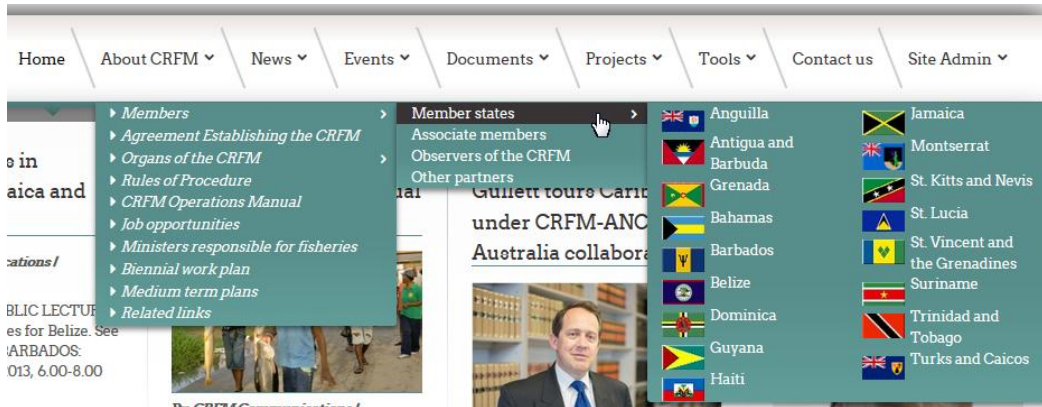 Home
About CRFM
News
Events
Documents
Projects
Tools
Contact us
Site Admin
Members
Agreement Establishing the CRFM
Organs of the CRFM
Rules of Procedure
CRFM Operations Manual
Job opportunities
Ministers responsible for fisheries
Biennial work plan
Medium term plans
Related links
Member states
Associate members
Observers of the CRFM
Other partners
Anguilla
Antigua and
Barbuda
Grenada
Bahamas
Barbados
Belize
Dominica
Guyana
Haiti
Jamaica
Montserrat
St. Kitts and Nevis
St. Lucia
St. Vincent and
the Grenadines
Suriname
Trinidad and
Tobago
Turks and Caicos
in
aica and
ications/
BLIC LECTU
es for Belize. See
ARBADOS:
2013, 6.00-8.00
Gullett tours Carib
under CRFM-ANC
Australia collabora
By CRFM Communications/